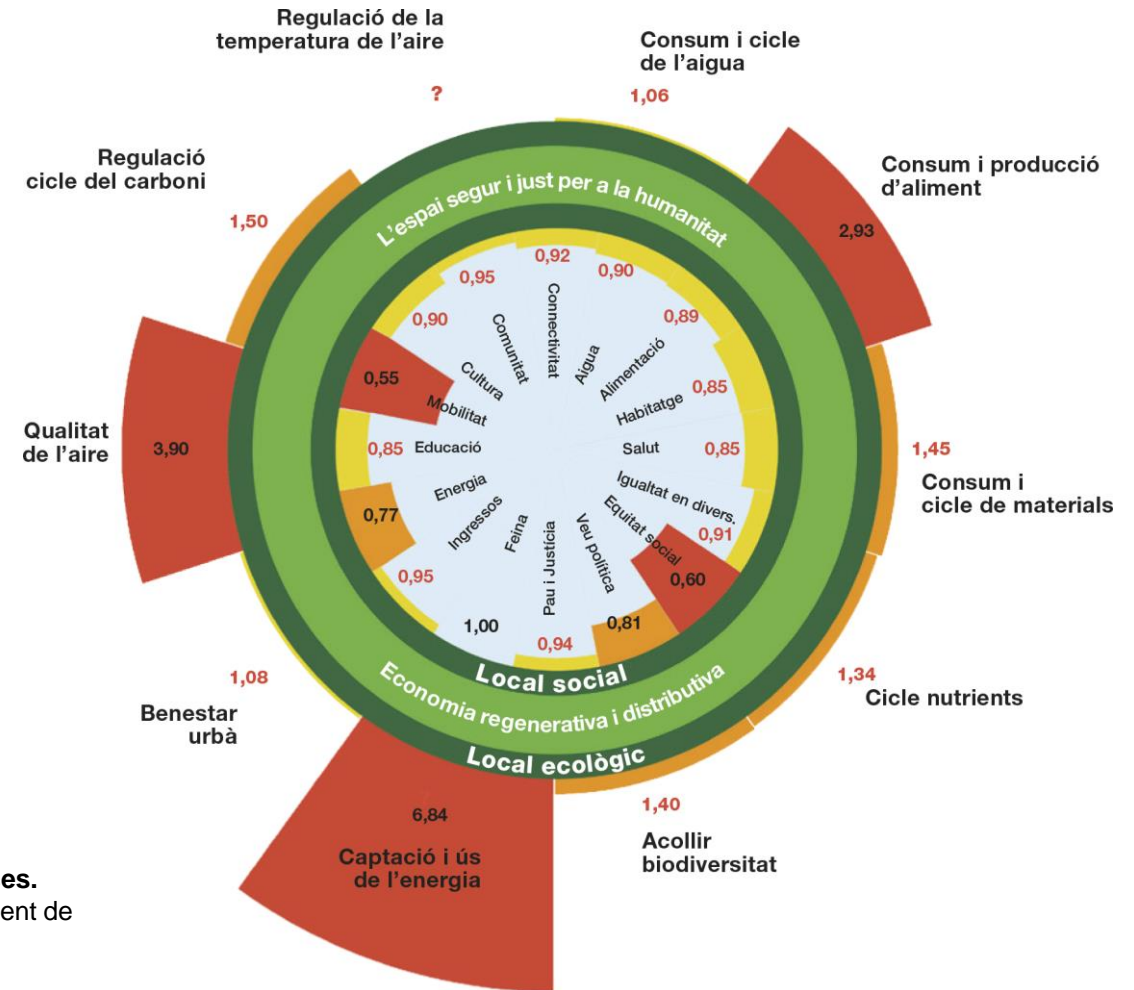 Regulació de la
temperatura de l'aire
?
Consum i cicle
de l'aigua
1,06
Consum i producció
d'aliment
2,93
1,45
Consum i
cicle de materials
1,34
Cicle nutrients
1,40
Acollir
biodiversitat
6,84
Captació i ús
de l'energia
1,08
Benestar
urbà
Qualitat
de l'aire
3,90
Regulació
cicle del carboni
1,50
L'espai segur i just per a la humanitat
Economia regenerativa i distributiva
Local social
Local ecològic
0,92
Connectivitat
0,90
Aigua
0,89
Alimentació
0,85
Habitatge
0,85
Salut
0,91
Igualtat en divers.
0,60
Equitat social
0,81
Veu política
0,94
Pau i Justícia
1,00
Feina
0,95
Ingressos
0,77
Energia
0,85
Educació
0,55
Mobilitat
0,90
Cultura
0,95
Comunitat
es.
ent de